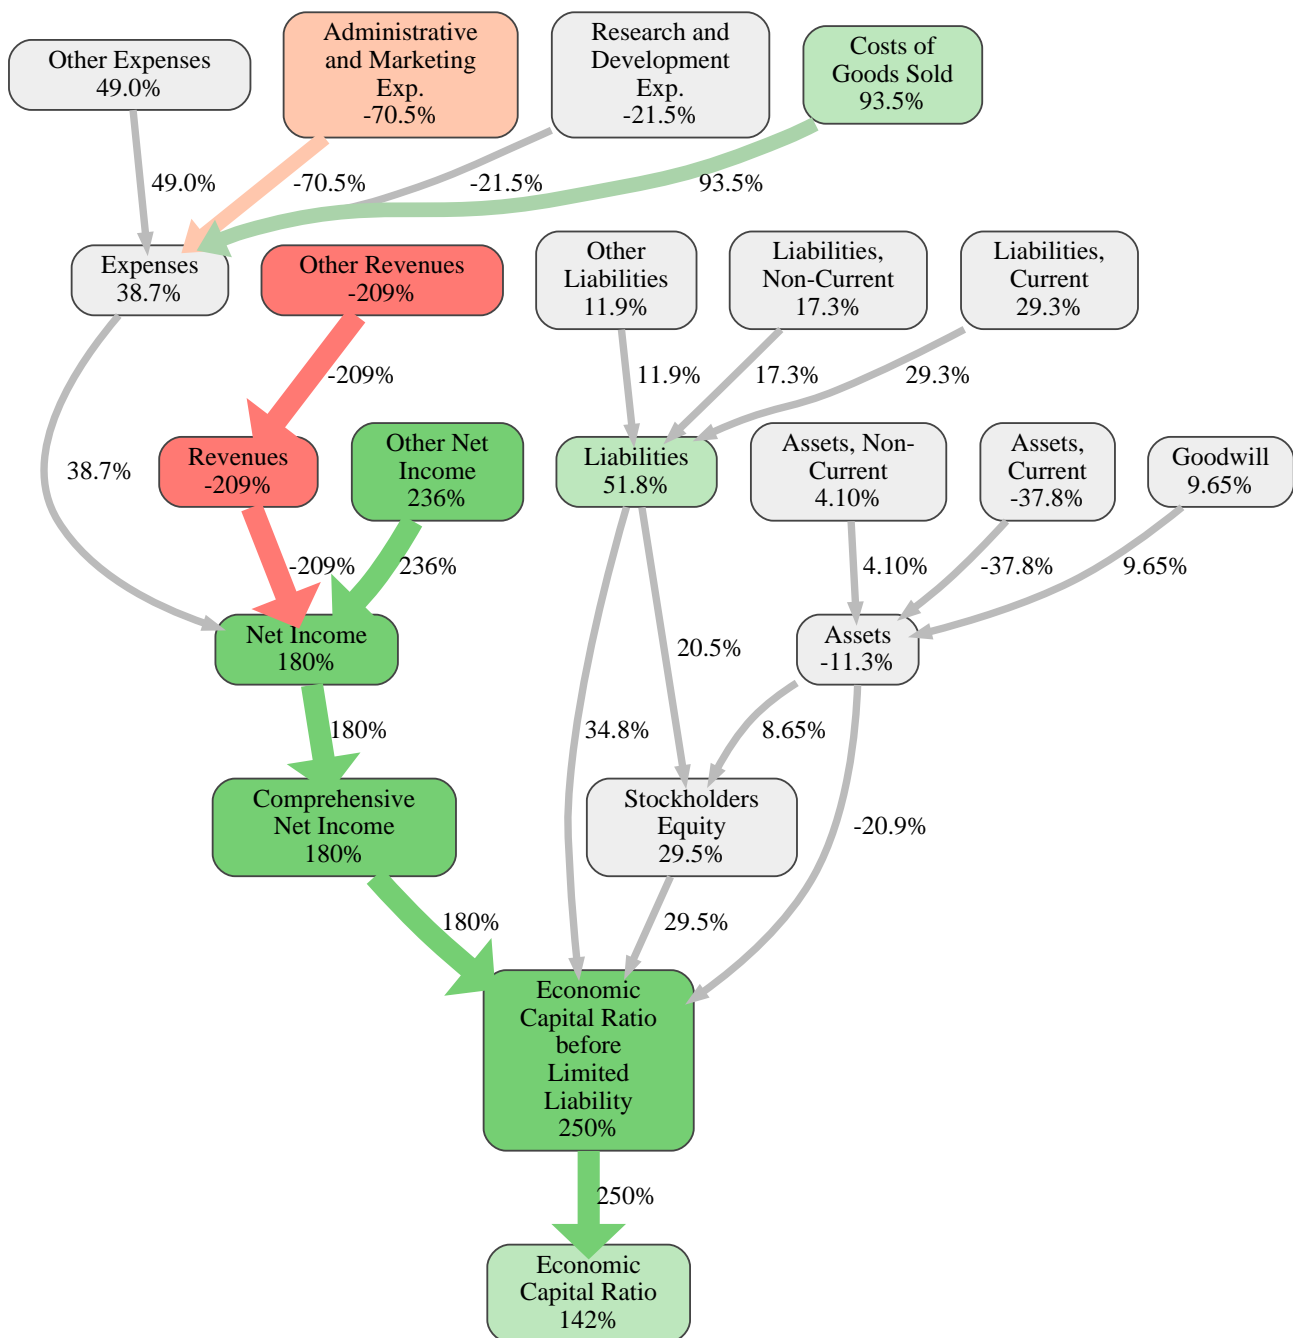 Other Expenses
49.0%
Administrative
and Marketing
Exp.
-70.5%
Research and
Development
Exp.
-21.5%
Costs of
Goods Sold
93.5%
49.0%
-70.5%
-21.5%
93.5%
Expenses
38.7%
Other Revenues
-209%
Other
Liabilities
11.9%
Liabilities,
Non-Current
17.3%
Liabilities,
Current
29.3%
-209%
11.9%
17.3%
29.3%
38.7%
Revenues
-209%
Other Net
Income
236%
Liabilities
51.8%
Assets, Non-
Current
4.10%
Assets,
Current
-37.8%
Goodwill
9.65%
-209%
236%
4.10%
-37.8%
9.65%
Net Income
180%
20.5%
Assets
-11.3%
180%
34.8%
8.65%
Comprehensive
Net Income
180%
Stockholders
Equity
29.5%
-20.9%
180%
29.5%
Economic
Capital Ratio
before
Limited
Liability
250%
250%
Economic
Capital Ratio
142%